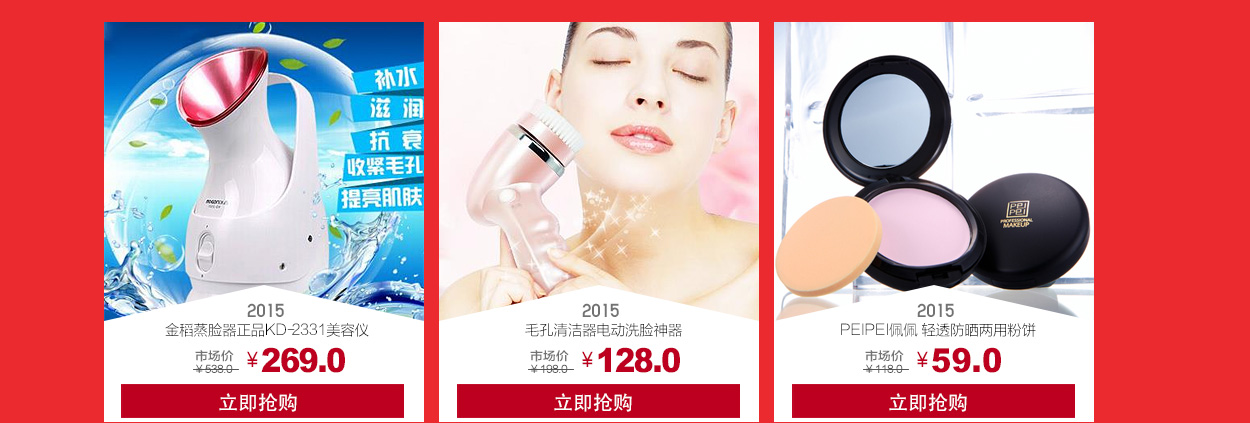 补水
滋润
抗衰
收紧毛孔
提亮肌肤
2015
金稻蒸脸器正品KD-2331美容仪
市场价
￥538.0
￥269.0
立即抢购
2015
毛孔清洁器电动洗脸神器
市场价
￥198.0
￥128.0
立即抢购
PEI
PEI
PROFESSIONAL
MAKEUP
2015
PEIPEI佩佩 轻透防晒两用粉饼
市场价
￥118.0
￥59.0
立即抢购